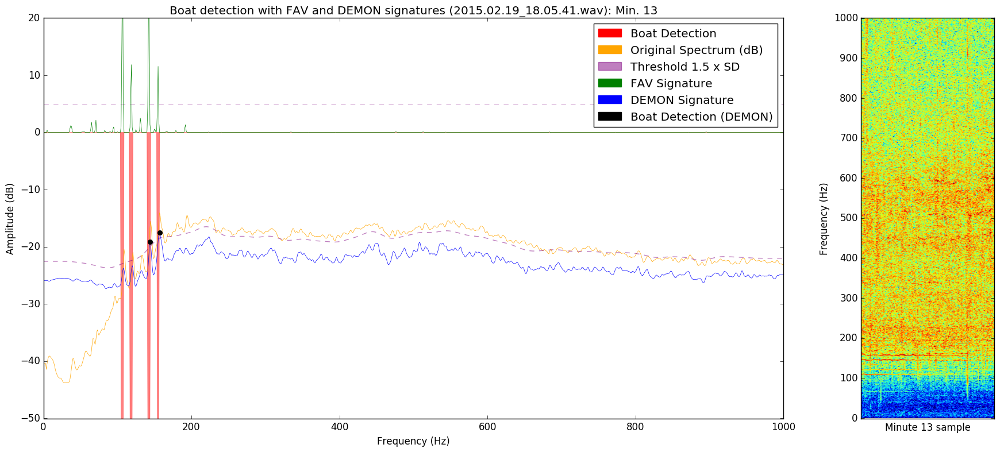 Boat detection with FAV and DEMON signatures (2015.02.19_18.05.41.wav): Min. 13
Boat Detection
Original Spectrum (dB)
Threshold 1.5 x SD
FAV Signature
DEMON Signature
Boat Detection (DEMON)
Amplitude (dB)
20
10
0
−10
−20
−30
−40
−50
0
200
400
600
800
1000
Frequency (Hz)
Frequency (Hz)
1000
900
800
700
600
500
400
300
200
100
0
Minute 13 sample